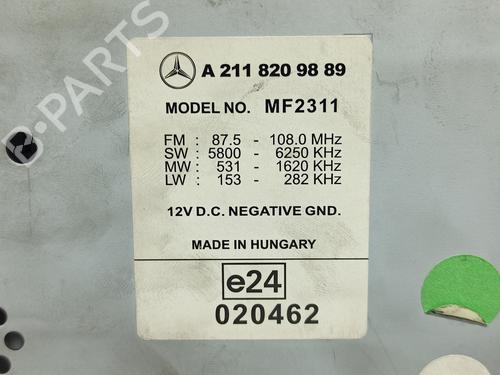 A 211 820 98 89
MODEL NO. MF2311
FM : 87.5 - 108.0 MHz
SW : 5800 - 6250 KHz
MW : 531 - 1620 KHz
LW : 153 - 282 KHz
12V D.C. NEGATIVE GND.
MADE IN HUNGARY
e24
020462
B-PARTS